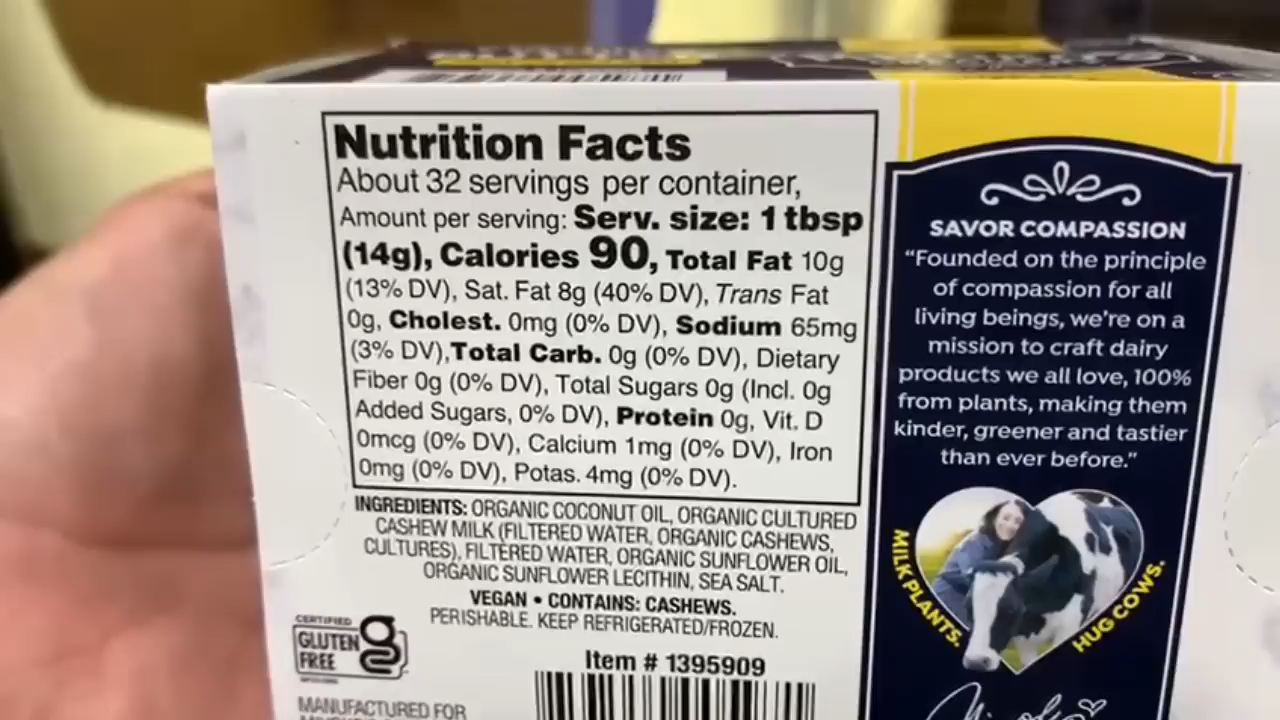 Nutrition Facts
About 32 servings per container,
Amount per serving: Serv. size: 1 tbsp
(14g), Calories 90, Total Fat 10g
(13% DV), Sat. Fat 8g (40% DV), Trans Fat
0g, Cholest. 0mg (0% DV), Sodium 65mg
(3% DV),Total Carb. 0g (0% DV), Dietary
Fiber 0g (0% DV), Total Sugars 0g (Incl. 0g
Added Sugars, 0% DV), Protein 0g, Vit. D
0mcg (0% DV), Calcium 1mg (0% DV), Iron
0mg (0% DV), Potas. 4mg (0% DV).
INGREDIENTS: ORGANIC COCONUT OIL, ORGANIC CULTURED
CASHEW MILK (FILTERED WATER, ORGANIC CASHEWS,
CULTURES), FILTERED WATER, ORGANIC SUNFLOWER OIL,
ORGANIC SUNFLOWER LECITHIN, SEA SALT.
VEGAN • CONTAINS: CASHEWS.
PERISHABLE. KEEP REFRIGERATED/FROZEN.
CERTIFIED
GLUTEN
FREE
Item # 1395909
MANUFACTURED FOR
SAVOR COMPASSION
“Founded on the principle
of compassion for all
living beings, we're on a
mission to craft dairy
products we all love, 100%
from plants, making them
kinder, greener and tastier
than ever before.”
MILK PLANTS.
HUG COWS.